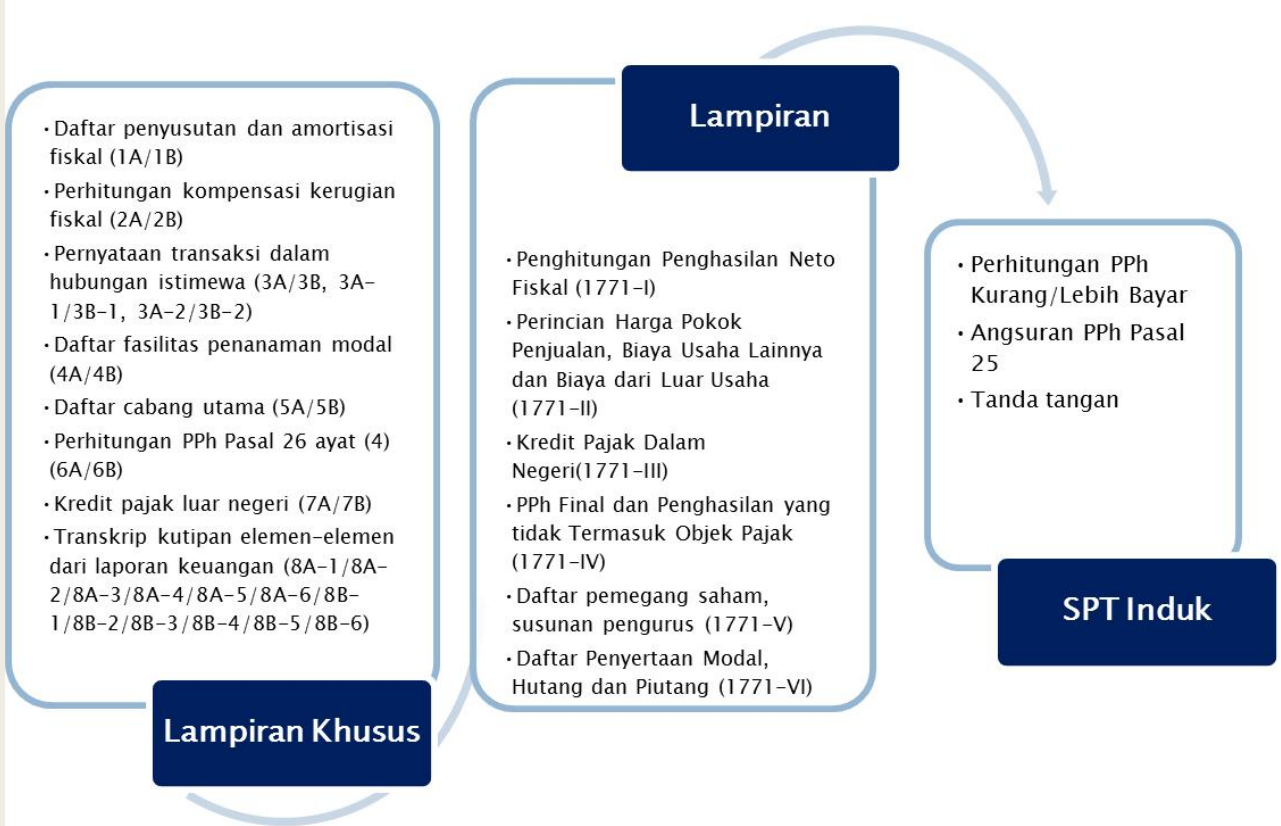 ·Daftar penyusutan dan amortisasi
fiskal (1A/1B)
·Perhitungan kompensasi kerugian
fiskal (2A/2B)
·Pernyataan transaksi dalam
hubungan istimewa (3A/3B, 3A-
1/3B-1, 3A-2/3B-2)
·Daftar fasilitas penanaman modal
(4A/4B)
·Daftar cabang utama (5A/5B)
·Perhitungan PPh Pasal 26 ayat (4)
(6A/6B)
·Kredit pajak luar negeri (7A/7B)
·Transkrip kutipan elemen-elemen
dari laporan keuangan (8A-1/8A-
2/8A-3/8A-4/8A-5/8A-6/8B-
1/8B-2/8B-3/8B-4/8B-5/8B-6)
Lampiran Khusus
Lampiran
·Penghitungan Penghasilan Neto
Fiskal (1771-I)
·Perincian Harga Pokok
Penjualan, Biaya Usaha Lainnya
dan Biaya dari Luar Usaha
(1771-II)
·Kredit Pajak Dalam
Negeri(1771-III)
·PPh Final dan Penghasilan yang
tidak Termasuk Objek Pajak
(1771-IV)
·Daftar pemegang saham,
susunan pengurus (1771-V)
·Daftar Penyertaan Modal,
Hutang dan Piutang (1771-VI)
·Perhitungan PPh
Kurang/Lebih Bayar
·Angsuran PPh Pasal
25
·Tanda tangan
SPT Induk